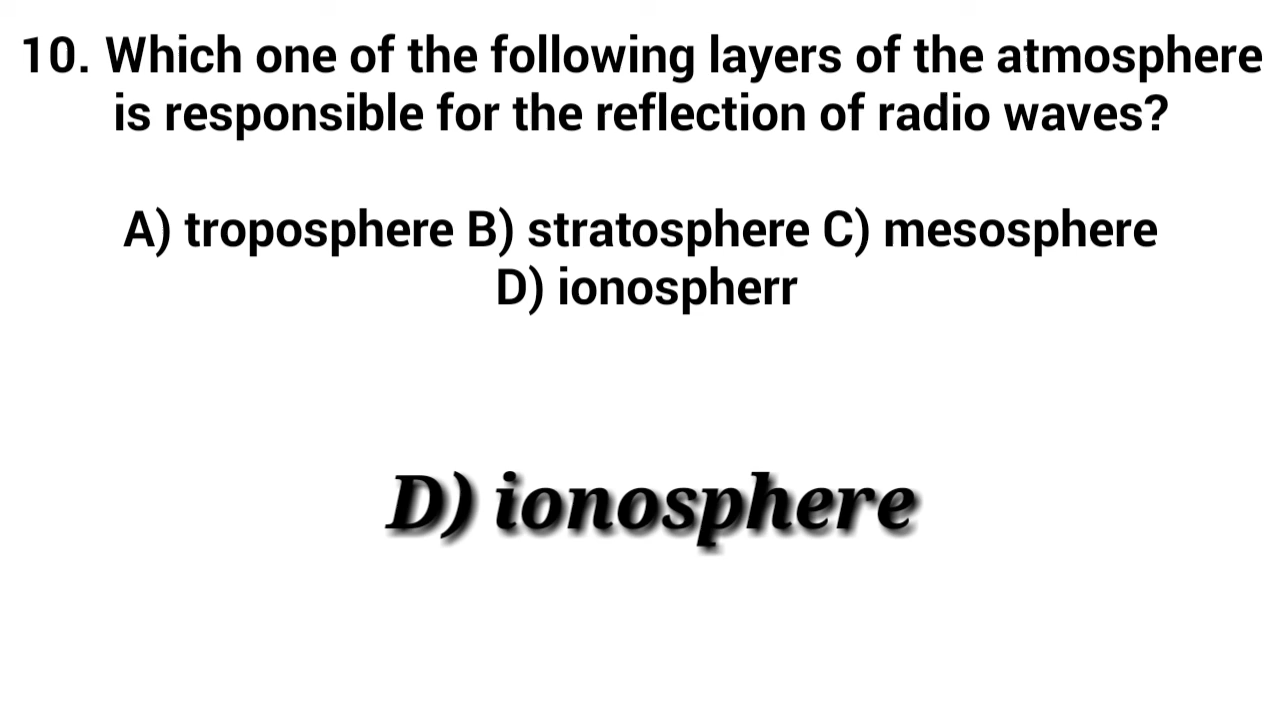 10. Which one of the following layers of the atmosphere
is responsible for the reflection of radio waves?
A) troposphere B) stratosphere C) mesosphere
D) ionospherr
D) ionosphere